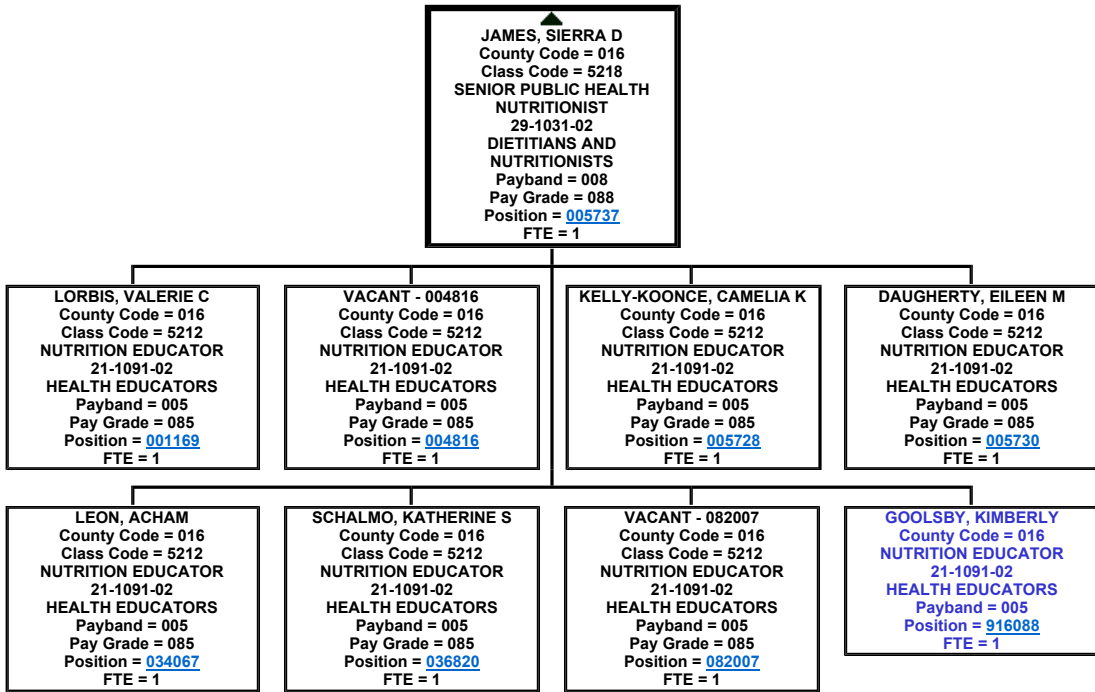 JAMES, SIERRA D
County Code = 016
Class Code = 5218
SENIOR PUBLIC HEALTH
NUTRITIONIST
29-1031-02
DIETITIANS AND
NUTRITIONISTS
Payband = 008
Pay Grade = 088
Position = 005737
FTE = 1
LORBIS, VALERIE C
County Code = 016
Class Code = 5212
NUTRITION EDUCATOR
21-1091-02
HEALTH EDUCATORS
Payband = 005
Pay Grade = 085
Position = 001169
FTE = 1
VACANT - 004816
County Code = 016
Class Code = 5212
NUTRITION EDUCATOR
21-1091-02
HEALTH EDUCATORS
Payband = 005
Pay Grade = 085
Position = 004816
FTE = 1
KELLY-KOONCE, CAMELIA K
County Code = 016
Class Code = 5212
NUTRITION EDUCATOR
21-1091-02
HEALTH EDUCATORS
Payband = 005
Pay Grade = 085
Position = 005728
FTE = 1
DAUGHERTY, EILEEN M
County Code = 016
Class Code = 5212
NUTRITION EDUCATOR
21-1091-02
HEALTH EDUCATORS
Payband = 005
Pay Grade = 085
Position = 005730
FTE = 1
LEON, ACHAM
County Code = 016
Class Code = 5212
NUTRITION EDUCATOR
21-1091-02
HEALTH EDUCATORS
Payband = 005
Pay Grade = 085
Position = 034067
FTE = 1
SCHALMO, KATHERINE S
County Code = 016
Class Code = 5212
NUTRITION EDUCATOR
21-1091-02
HEALTH EDUCATORS
Payband = 005
Pay Grade = 085
Position = 036820
FTE = 1
VACANT - 082007
County Code = 016
Class Code = 5212
NUTRITION EDUCATOR
21-1091-02
HEALTH EDUCATORS
Payband = 005
Pay Grade = 085
Position = 082007
FTE = 1
GOOLSBY, KIMBERLY
County Code = 016
NUTRITION EDUCATOR
21-1091-02
HEALTH EDUCATORS
Payband = 005
Position = 916088
FTE = 1